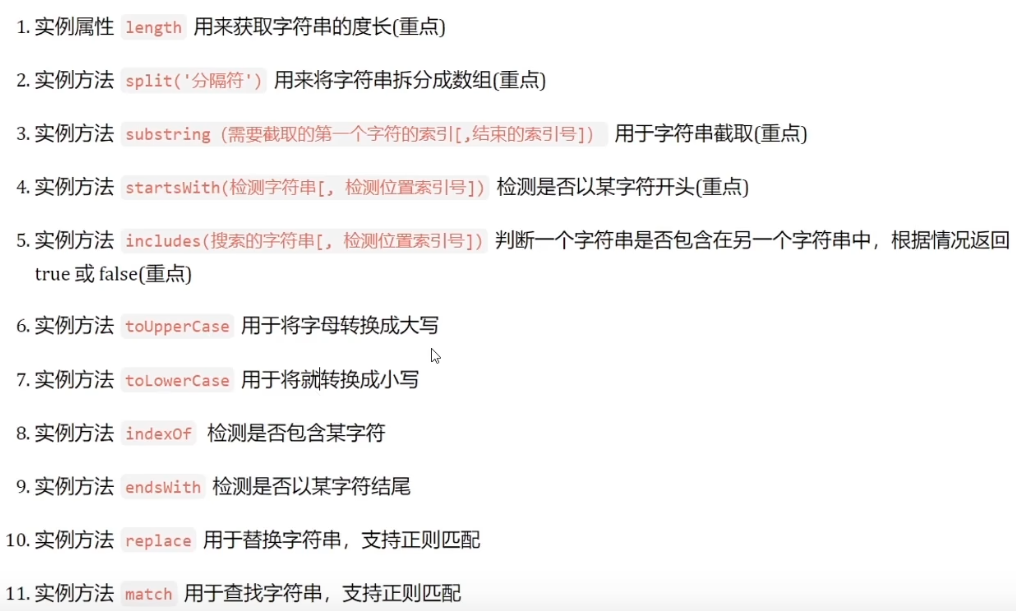 1. 实例属性 length 用来获取字符串的度长(重点)
2. 实例方法 split('分隔符') 用来将字符串拆分成数组(重点)
3. 实例方法 substring（需要截取的第一个字符的索引[,结束的索引号]） 用于字符串截取(重点)
4. 实例方法 startsWith(检测字符串[, 检测位置索引号]) 检测是否以某字符开头(重点)
5. 实例方法 includes(搜索的字符串[, 检测位置索引号]) 判断一个字符串是否包含在另一个字符串中，根据情况返回
true 或 false(重点)
6. 实例方法 toUpperCase 用于将字母转换成大写
7. 实例方法 toLowerCase 用于将就转换成小写
8. 实例方法 indexOf 检测是否包含某字符
9. 实例方法 endsWith 检测是否以某字符结尾
10. 实例方法 replace 用于替换字符串，支持正则匹配
11. 实例方法 match 用于查找字符串，支持正则匹配